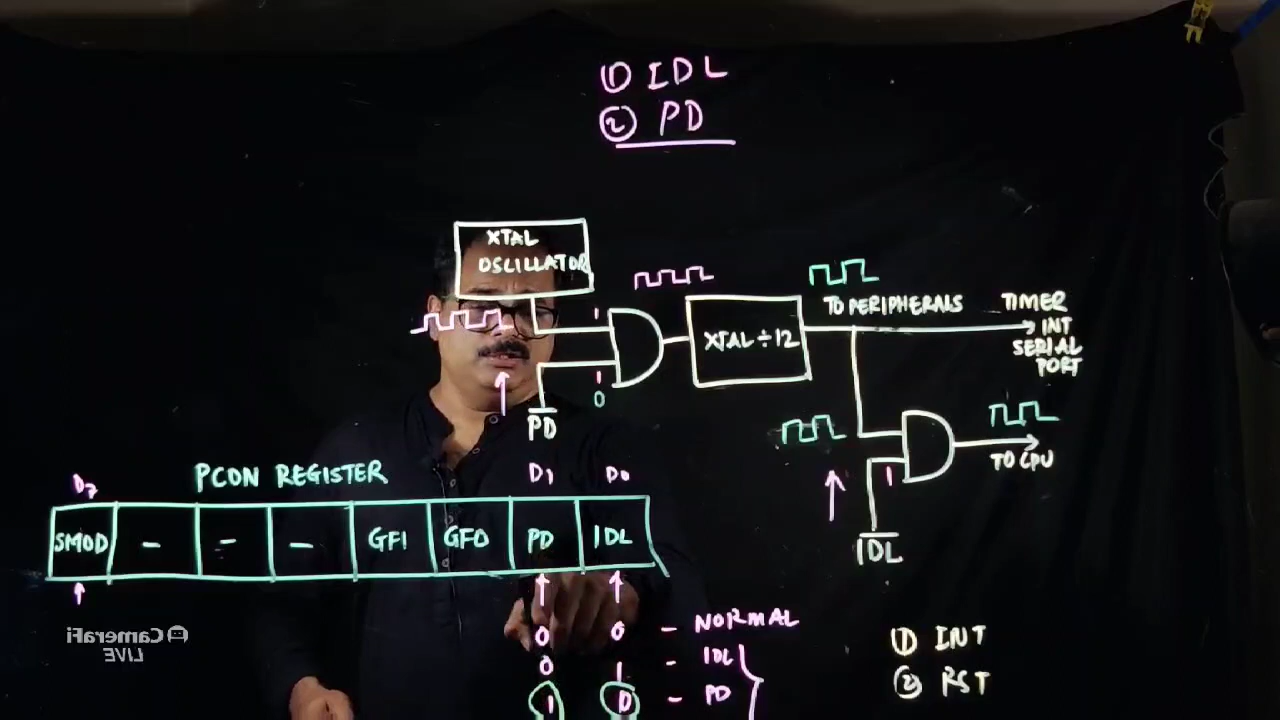 ① IDL
② PD
XTAL
OSCILLATOR
1
1
0
PD
XTAL÷12
TO PERIPHERALS
TIMER
INT
SERIAL
PORT
1
TO CPU
IDL
PCON REGISTER
D7
D1
D0
SMOD - - - GF1 GF0 PD IDL
0 0 - NORMAL
0 1 - IDL
1 0 - PD
① INT
② RST
CameraFi
LIVE